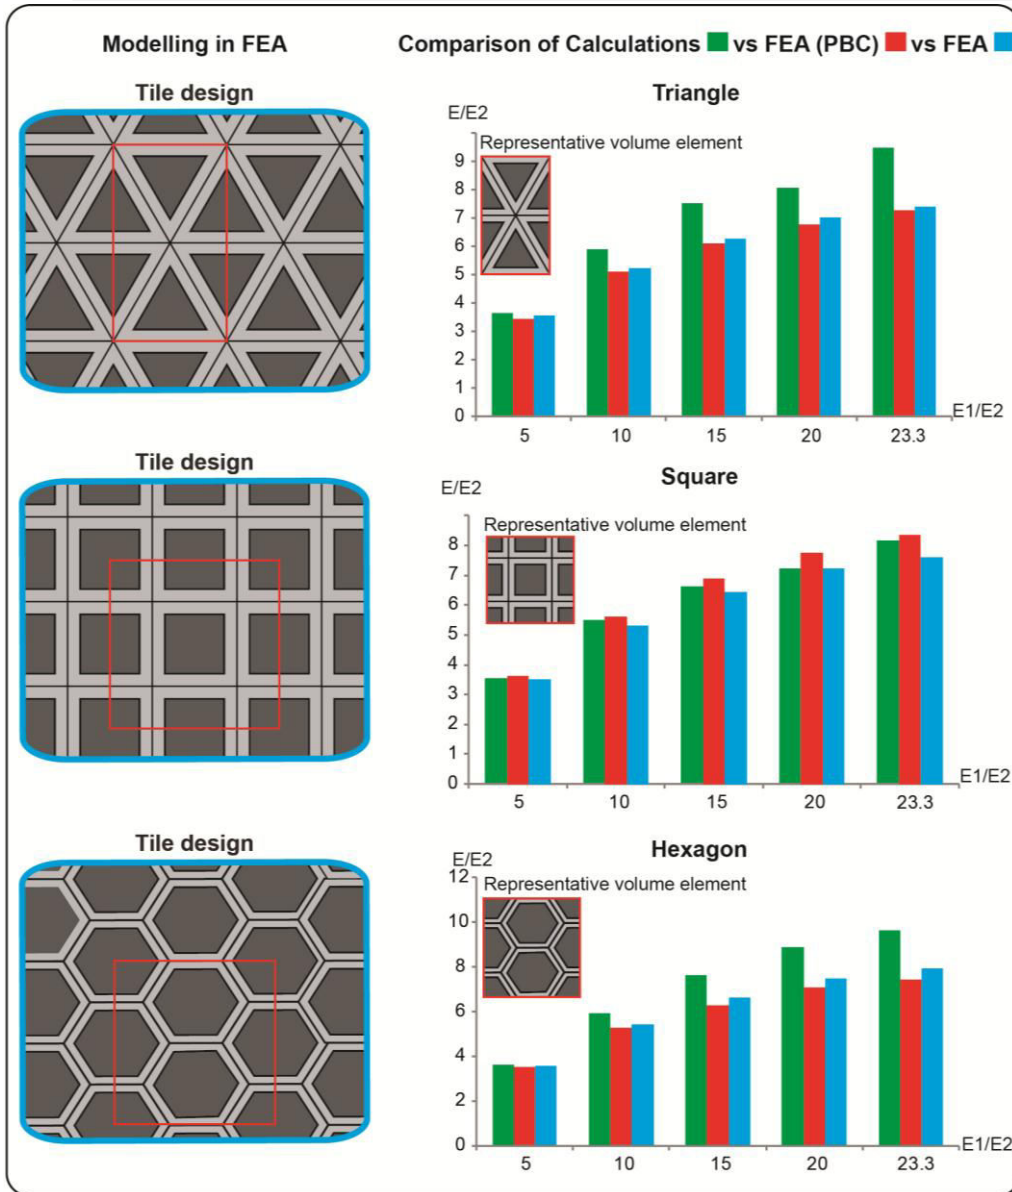 Modelling in FEA
Comparison of Calculations vs FEA (PBC) vs FEA
Tile design
Triangle
E/E2
Representative volume element
9
8
7
6
5
4
3
2
1
0
E1/E2
5 10 15 20 23.3
Tile design
Square
E/E2
Representative volume element
8
7
6
5
4
3
2
1
0
E1/E2
5 10 15 20 23.3
Tile design
Hexagon
E/E2
12
Representative volume element
10
8
6
4
2
0
E1/E2
5 10 15 20 23.3